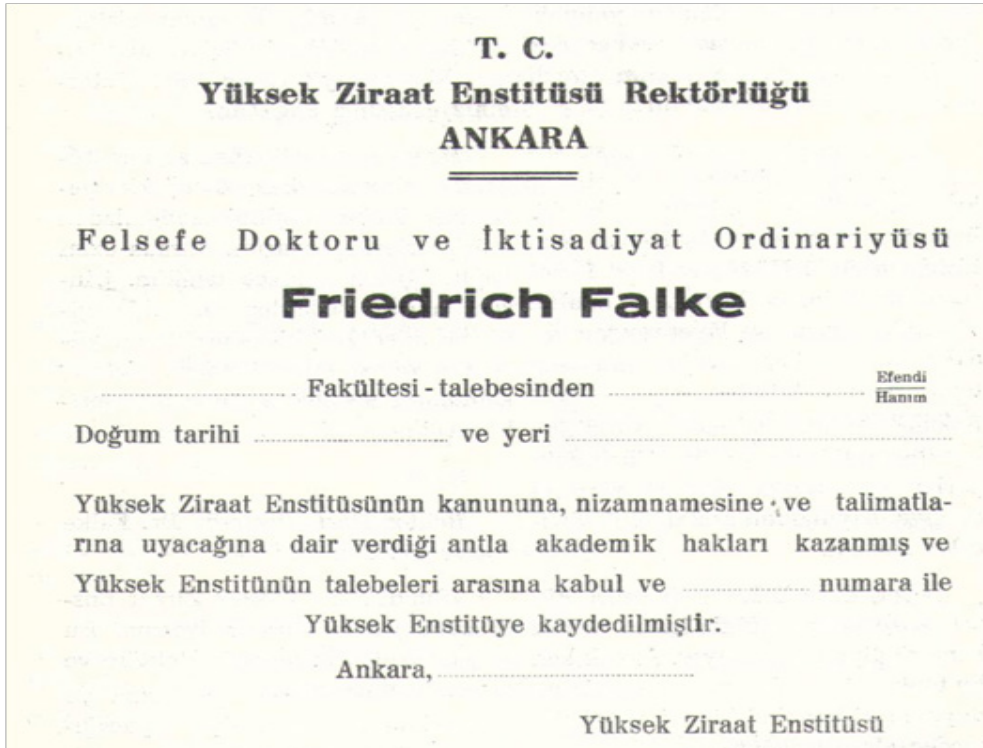 T. C.
Yüksek Ziraat Enstitüsü Rektörlüğü
ANKARA
Felsefe Doktoru ve İktisadiyat Ordinariyüsü
Friedrich Falke
........................ Fakültesi - talebesinden ........................ Efendi
Hanım
Doğum tarihi ........................ ve yeri ........................
Yüksek Ziraat Enstitüsünün kanununa, nizamnamesine ve talimatla-
rına uyacağına dair verdiği antla akademik hakları kazanmış ve
Yüksek Enstitünün talebeleri arasına kabul ve ................ numara ile
Yüksek Enstitüye kaydedilmiştir.
Ankara, ........................
Yüksek Ziraat Enstitüsü